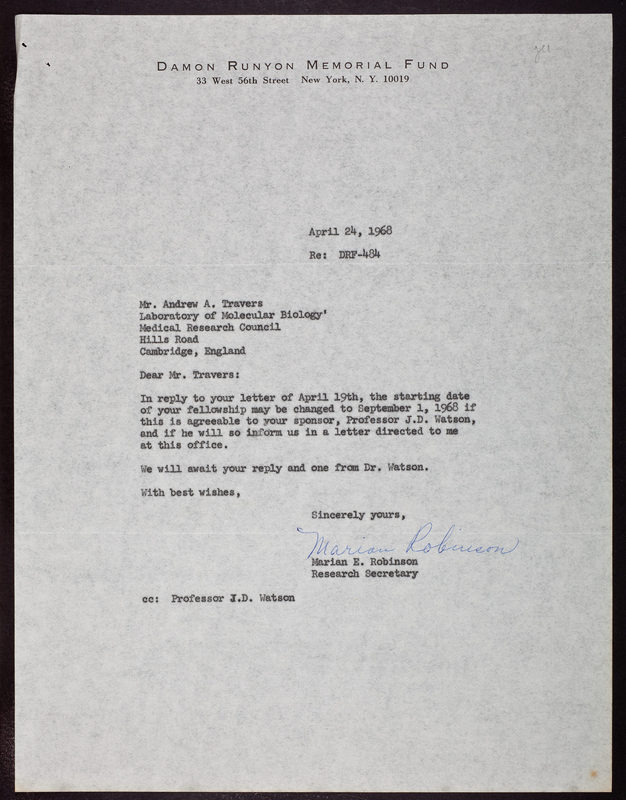 DAMON RUNYON MEMORIAL FUND
33 West 56th Street New York, N. Y. 10019
April 24, 1968
Re: DRF-484
Mr. Andrew A. Travers
Laboratory of Molecular Biology'
Medical Research Council
Hills Road
Cambridge, England
Dear Mr. Travers:
In reply to your letter of April 19th, the starting date
of your fellowship may be changed to September 1, 1968 if
this is agreeable to your sponsor, Professor J.D. Watson,
and if he will so inform us in a letter directed to me
at this office.
We will await your reply and one from Dr. Watson.
With best wishes,
Sincerely yours,
Marian Robinson
Marian E. Robinson
Research Secretary
cc: Professor J.D. Watson